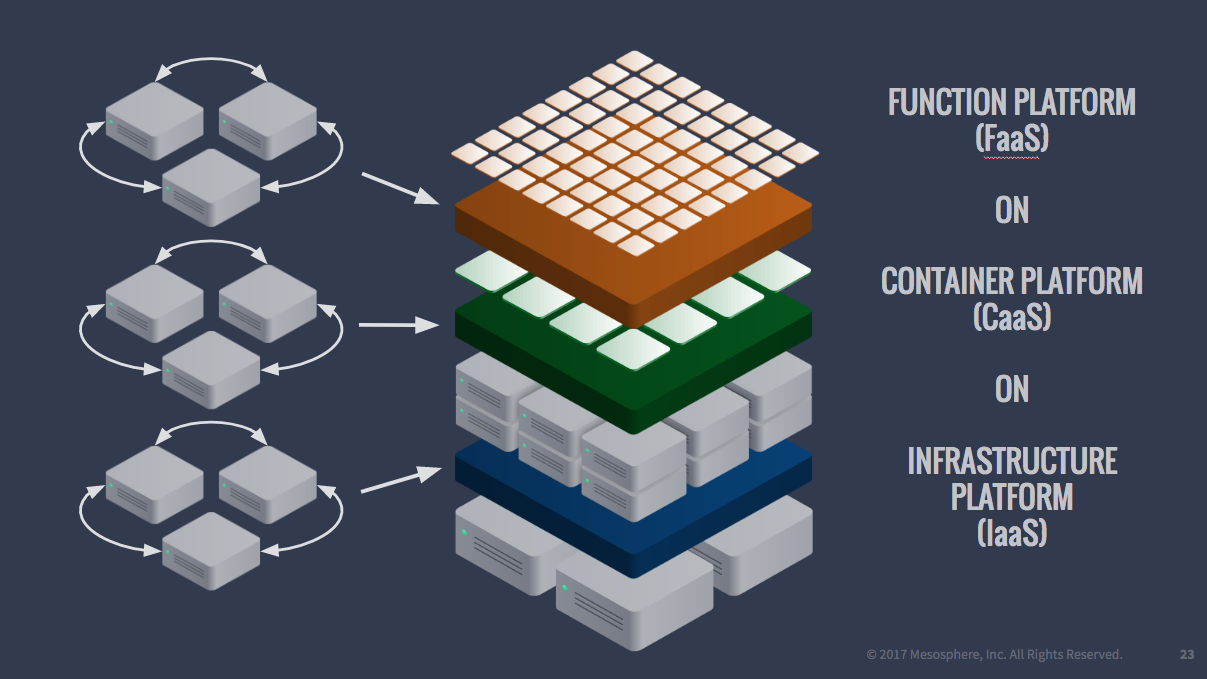 FUNCTION PLATFORM
(FaaS)
ON
CONTAINER PLATFORM
(CaaS)
ON
INFRASTRUCTURE
PLATFORM
(IaaS)
© 2017 Mesosphere, Inc. All Rights Reserved.
23